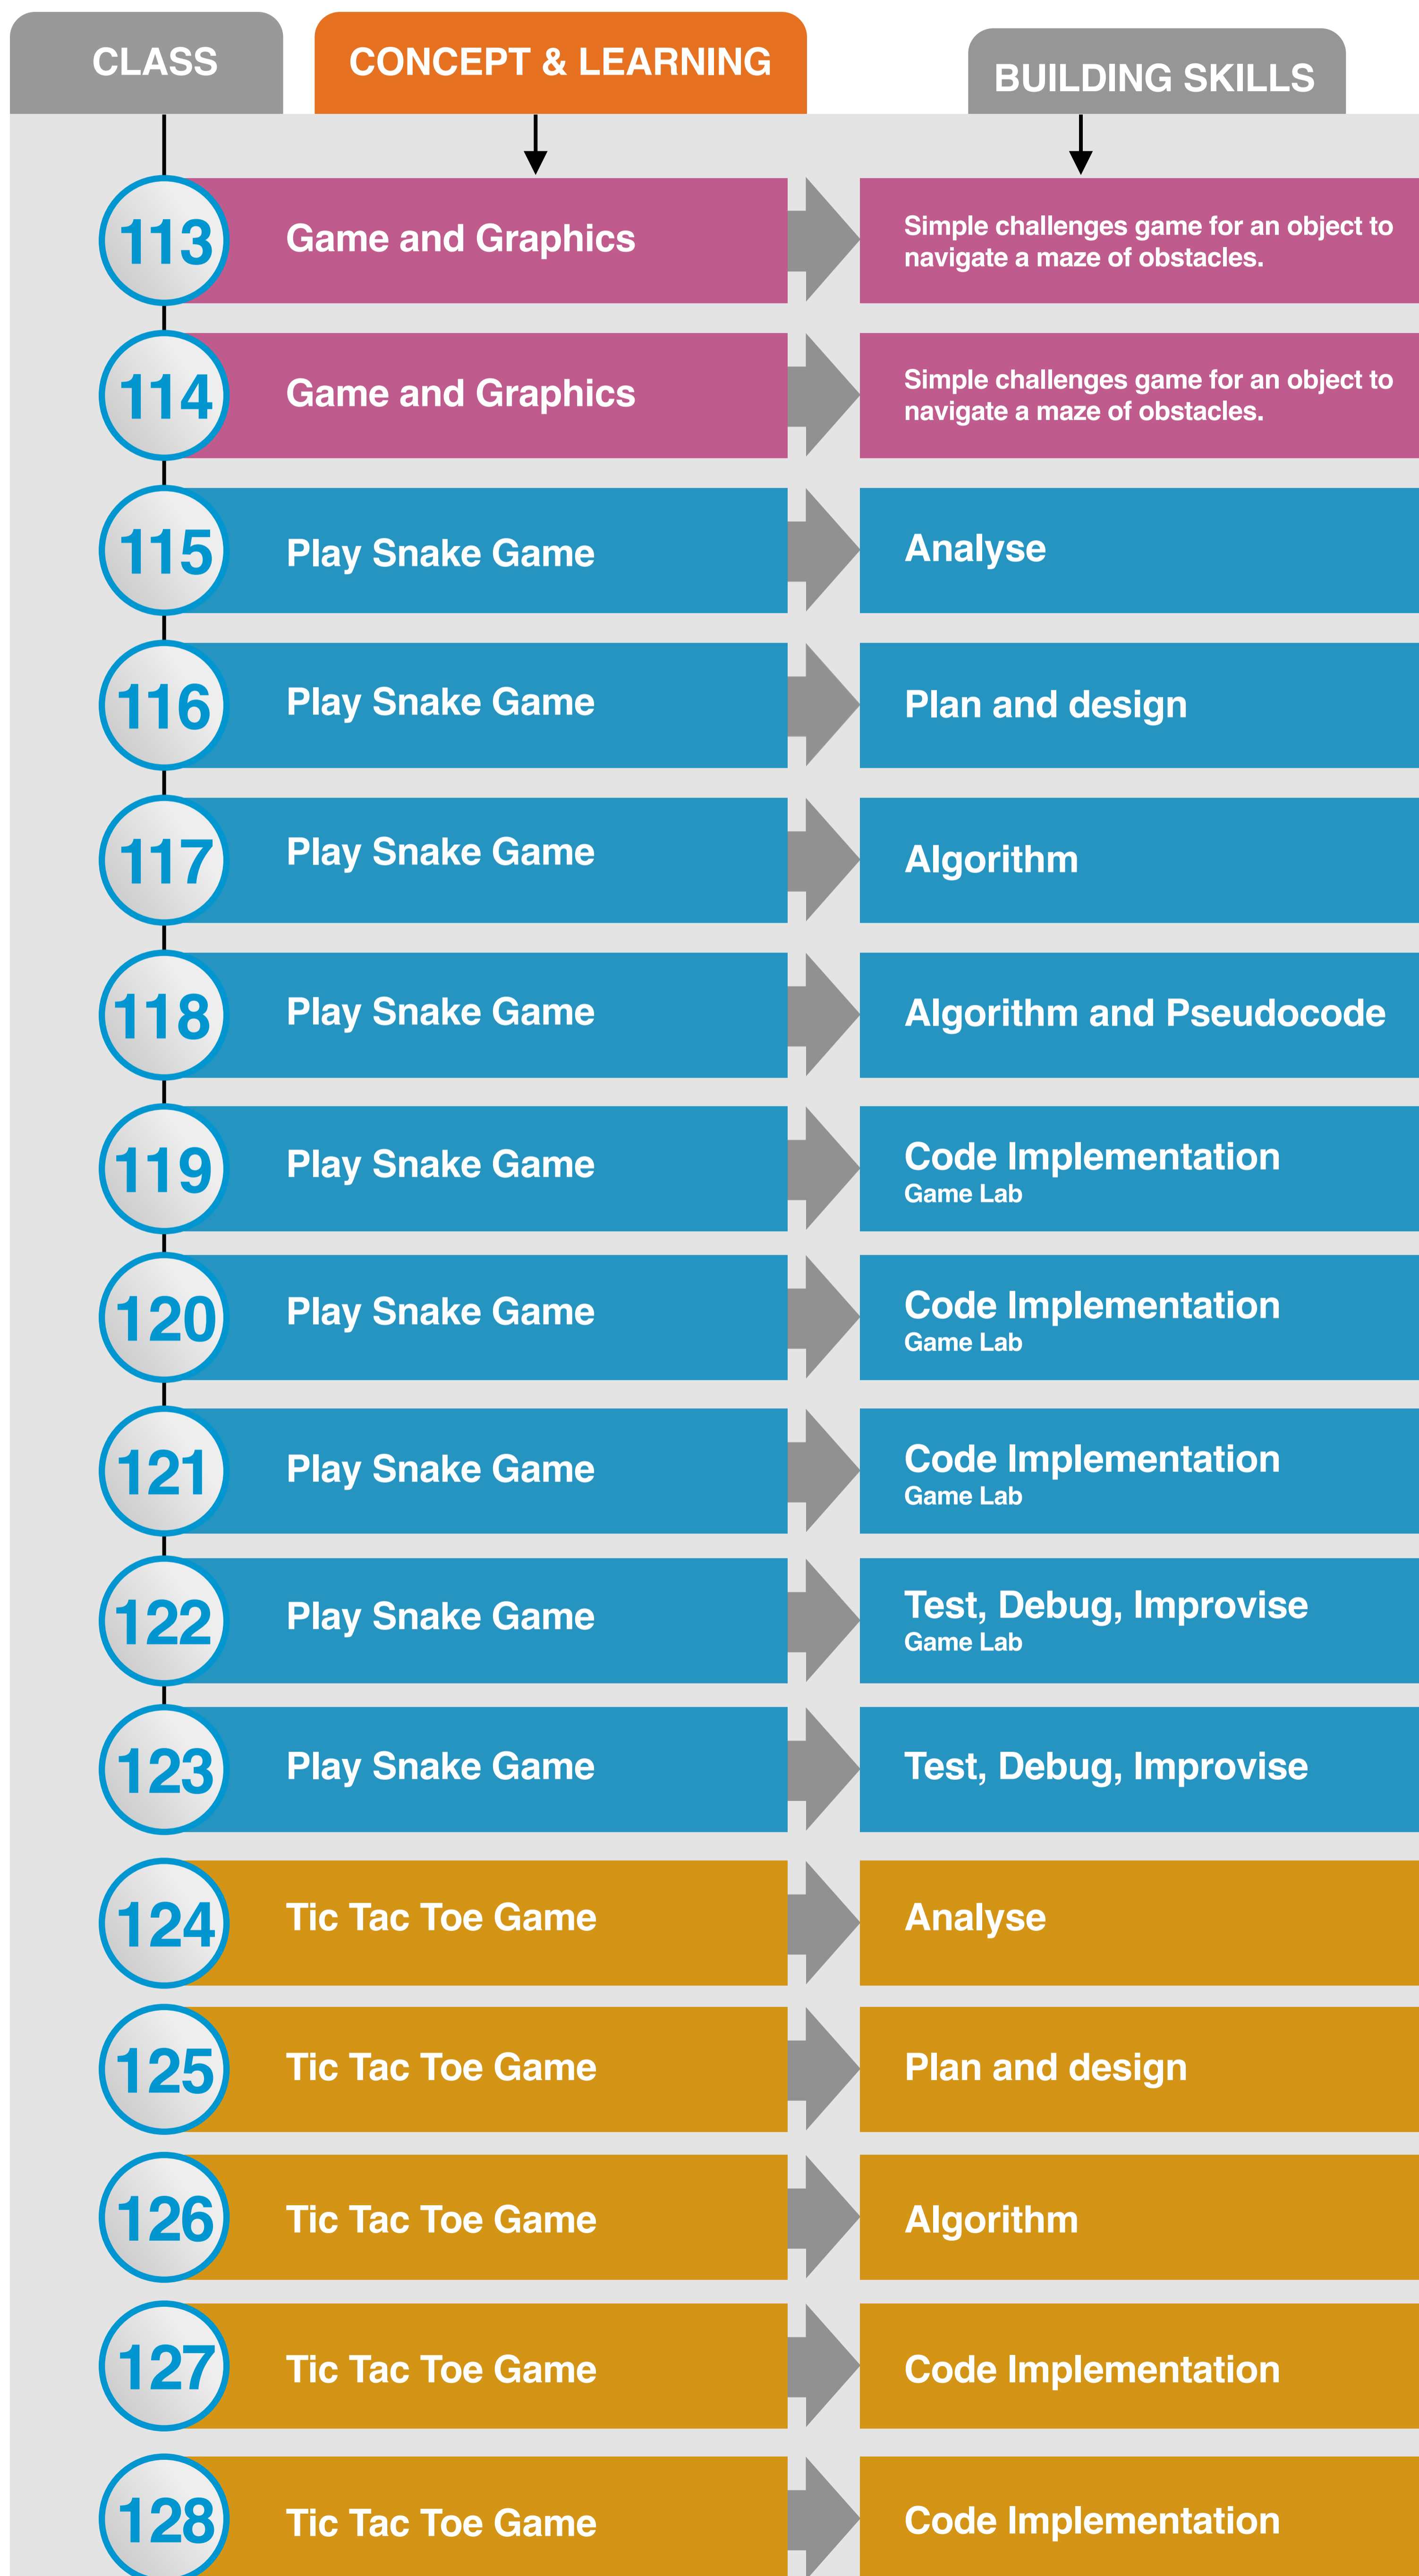 CLASS
CONCEPT & LEARNING
BUILDING SKILLS
113
Game and Graphics
Simple challenges game for an object to
navigate a maze of obstacles.
114
Game and Graphics
Simple challenges game for an object to
navigate a maze of obstacles.
115
Play Snake Game
Analyse
116
Play Snake Game
Plan and design
117
Play Snake Game
Algorithm
118
Play Snake Game
Algorithm and Pseudocode
119
Play Snake Game
Code Implementation
Game Lab
120
Play Snake Game
Code Implementation
Game Lab
121
Play Snake Game
Code Implementation
Game Lab
122
Play Snake Game
Test, Debug, Improvise
Game Lab
123
Play Snake Game
Test, Debug, Improvise
124
Tic Tac Toe Game
Analyse
125
Tic Tac Toe Game
Plan and design
126
Tic Tac Toe Game
Algorithm
127
Tic Tac Toe Game
Code Implementation
128
Tic Tac Toe Game
Code Implementation